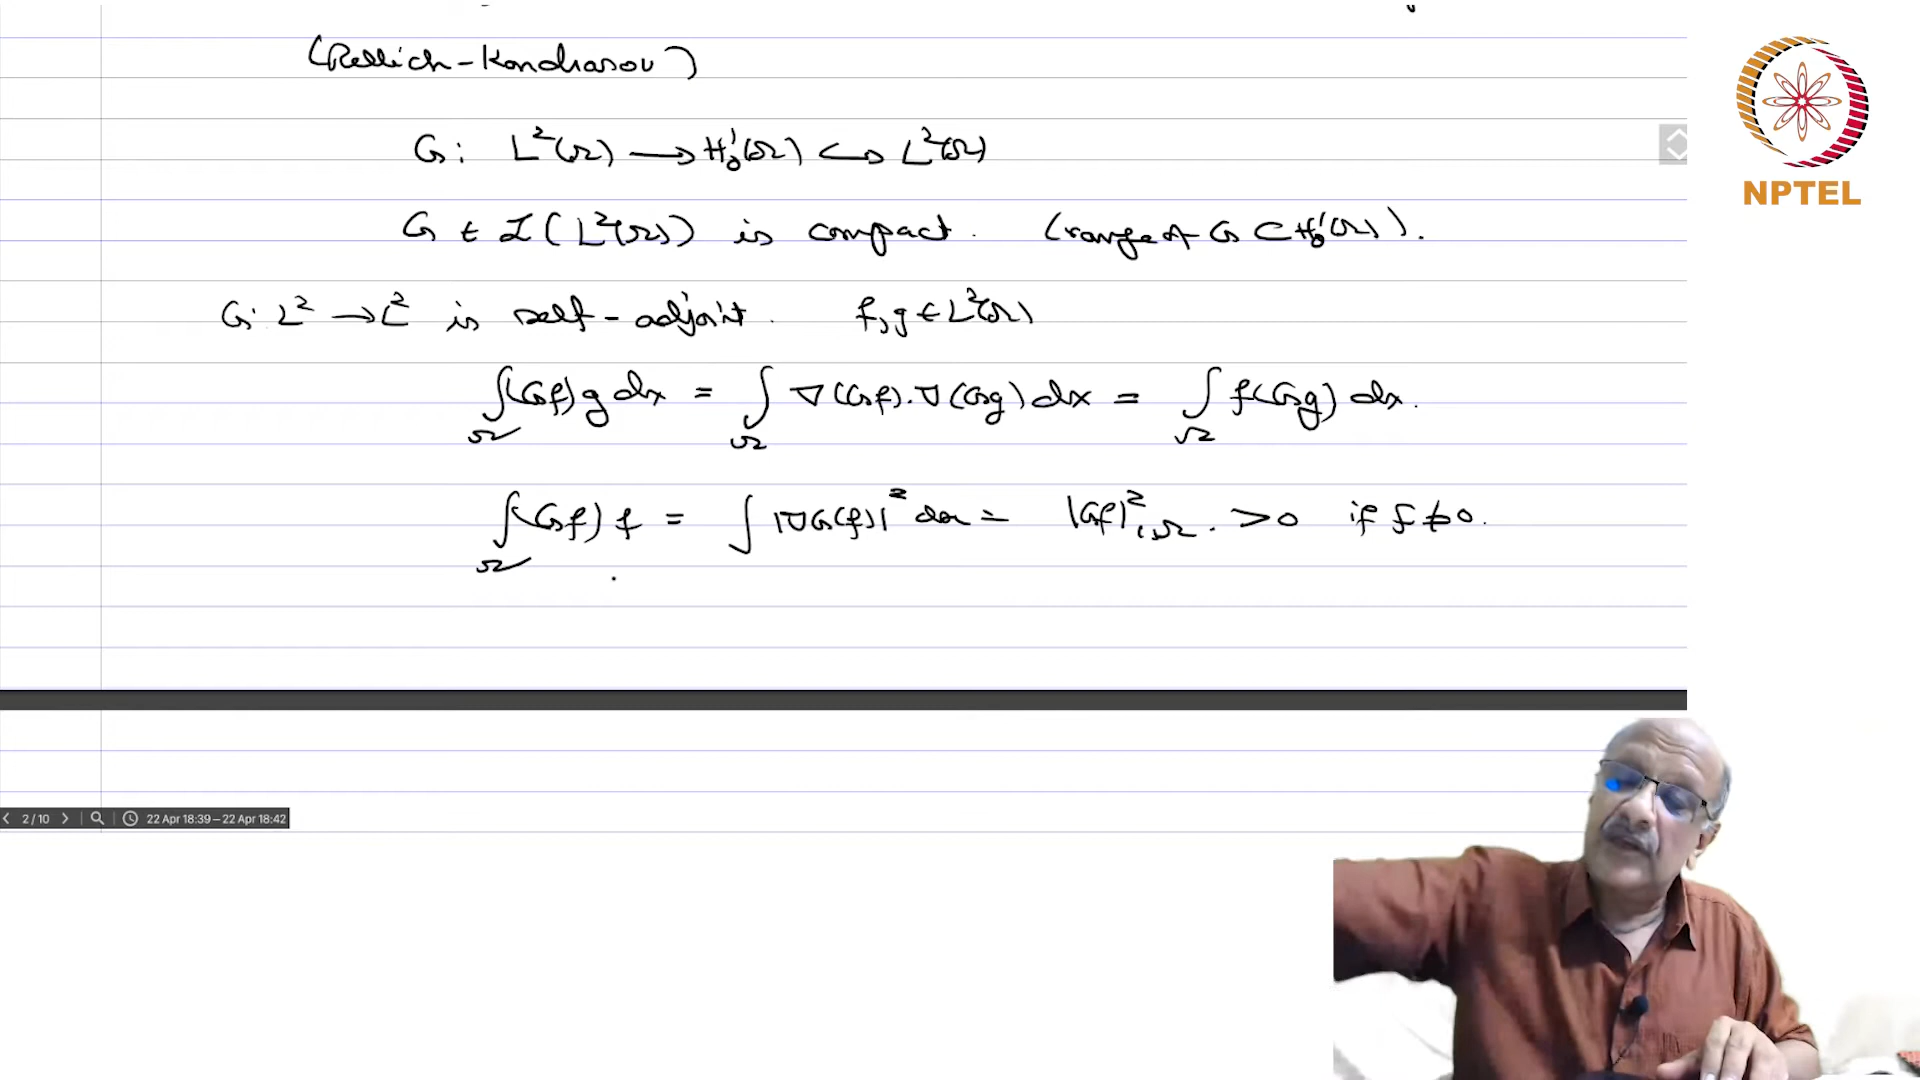 (Rellich-Kondrasov)
G: L²(Ω) ⟶ H₀¹(Ω) ↪ L²(Ω)
G ∈ ℒ(L²(Ω)) is compact. (range of G ⊂ H₀¹(Ω)).
G: L² → L² is self-adjoint. f, g ∈ L²(Ω)
∫_Ω (Gf) g dx = ∫_Ω ∇(Gf).∇(Gg) dx = ∫_Ω f(Gg) dx.
∫_Ω (Gf) f = ∫ |∇G(f)|² dx = |Gf|²_{1,Ω}. > 0 if f ≠ 0.
NPTEL
2/10 22 Apr 18:39 – 22 Apr 18:42